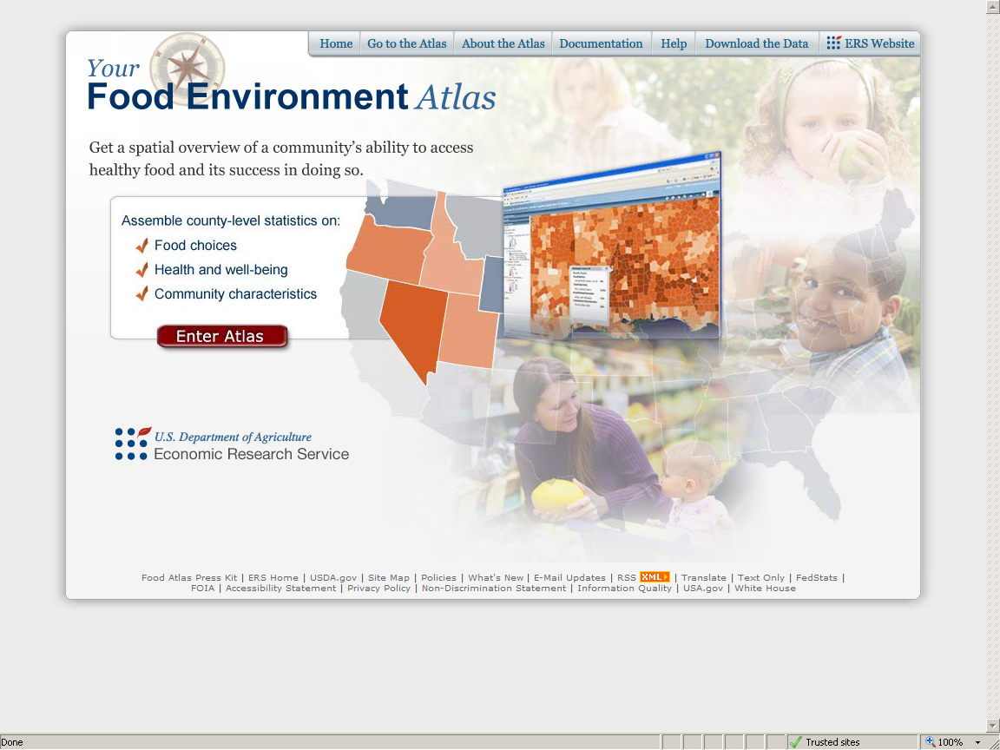 Home Go to the Atlas About the Atlas Documentation Help Download the Data ERS Website
N
W
Your
Food Environment Atlas
Get a spatial overview of a community's ability to access
healthy food and its success in doing so.
Assemble county-level statistics on:
Food choices
Health and well-being
Community characteristics
Enter Atlas
U.S. Department of Agriculture
Economic Research Service
Food Atlas Press Kit | ERS Home | USDA.gov | Site Map | Policies | What's New | E-Mail Updates | RSS XML | Translate | Text Only | FedStats |
FOIA | Accessibility Statement | Privacy Policy | Non-Discrimination Statement | Information Quality | USA.gov | White House
Done Trusted sites 100%